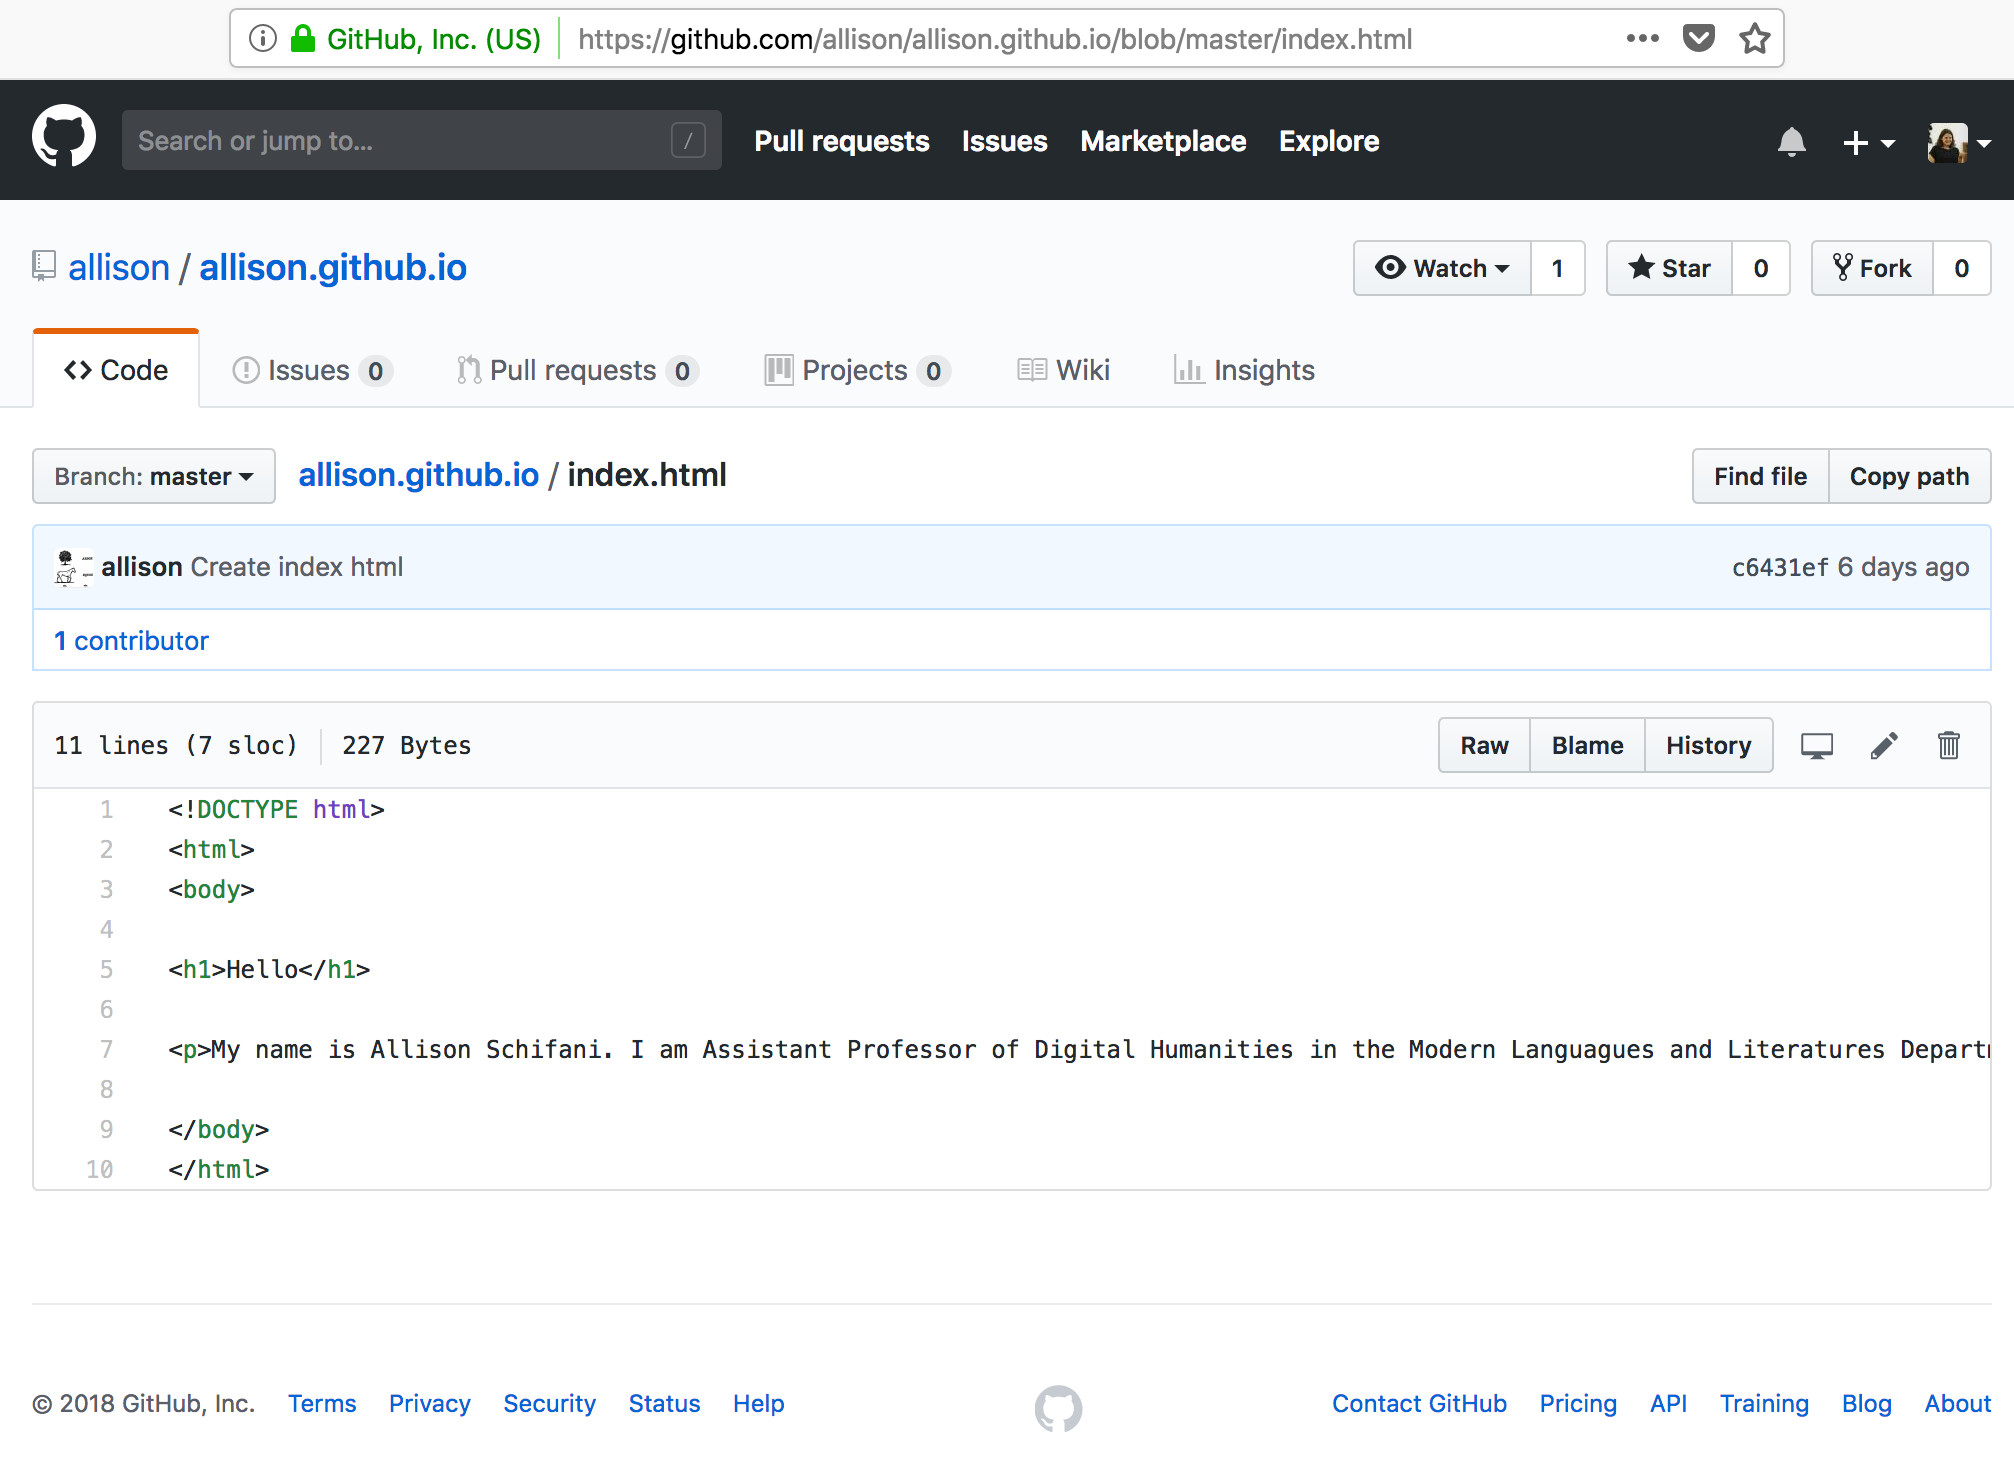 GitHub, Inc. (US) https://github.com/allison/allison.github.io/blob/master/index.html
Search or jump to... / Pull requests Issues Marketplace Explore
allison / allison.github.io Watch 1 Star 0 Fork 0
Code Issues 0 Pull requests 0 Projects 0 Wiki Insights
Branch: master allison.github.io / index.html Find file Copy path
allison Create index html c6431ef 6 days ago
1 contributor
11 lines (7 sloc) 227 Bytes Raw Blame History
1 <!DOCTYPE html>
2 <html>
3 <body>
4
5 <h1>Hello</h1>
6
7 <p>My name is Allison Schifani. I am Assistant Professor of Digital Humanities in the Modern Languagues and Literatures Depart
8
9 </body>
10 </html>
© 2018 GitHub, Inc. Terms Privacy Security Status Help Contact GitHub Pricing API Training Blog About